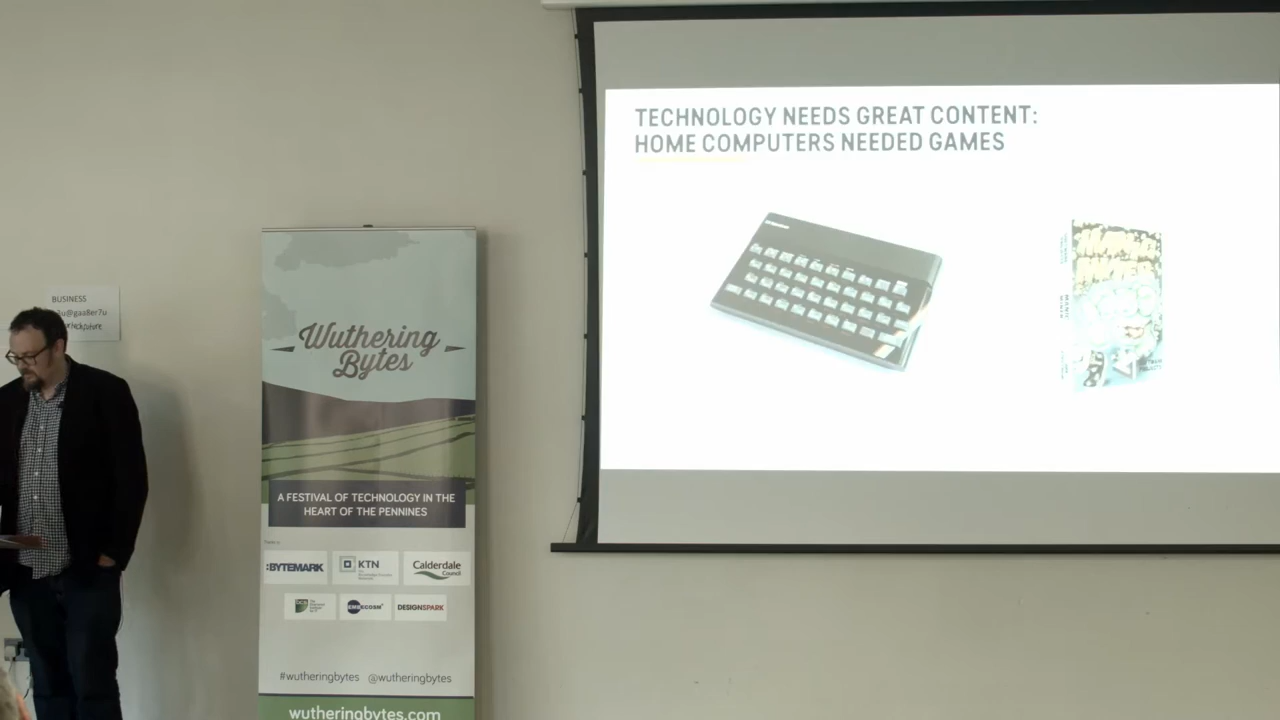 TECHNOLOGY NEEDS GREAT CONTENT:
HOME COMPUTERS NEEDED GAMES
BUSINESS
@gaa8er7u
Wuthering
Bytes
A FESTIVAL OF TECHNOLOGY IN THE
HEART OF THE PENNINES
:BYTEMARK
KTN
Calderdale
Council
DESIGNSPARK
#wutheringbytes @wutheringbytes
wutheringbytes.com